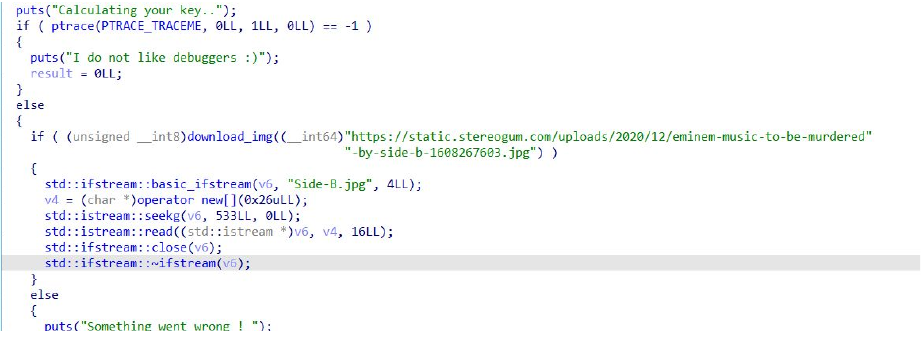 puts("Calculating your key..");
if ( ptrace(PTRACE_TRACEME, 0LL, 1LL, 0LL) == -1 )
{
puts("I do not like debuggers :)");
result = 0LL;
}
else
{
if ( (unsigned __int8)download_img((__int64)"https://static.stereogum.com/uploads/2020/12/eminem-music-to-be-murdered"
"-by-side-b-1608267603.jpg") )
{
std::ifstream::basic_ifstream(v6, "Side-B.jpg", 4LL);
v4 = (char *)operator new[](0x26uLL);
std::istream::seekg(v6, 533LL, 0LL);
std::istream::read((std::istream *)v6, v4, 16LL);
std::ifstream::close(v6);
std::ifstream::~ifstream(v6);
}
else
{
puts("Something went wrong ! ");